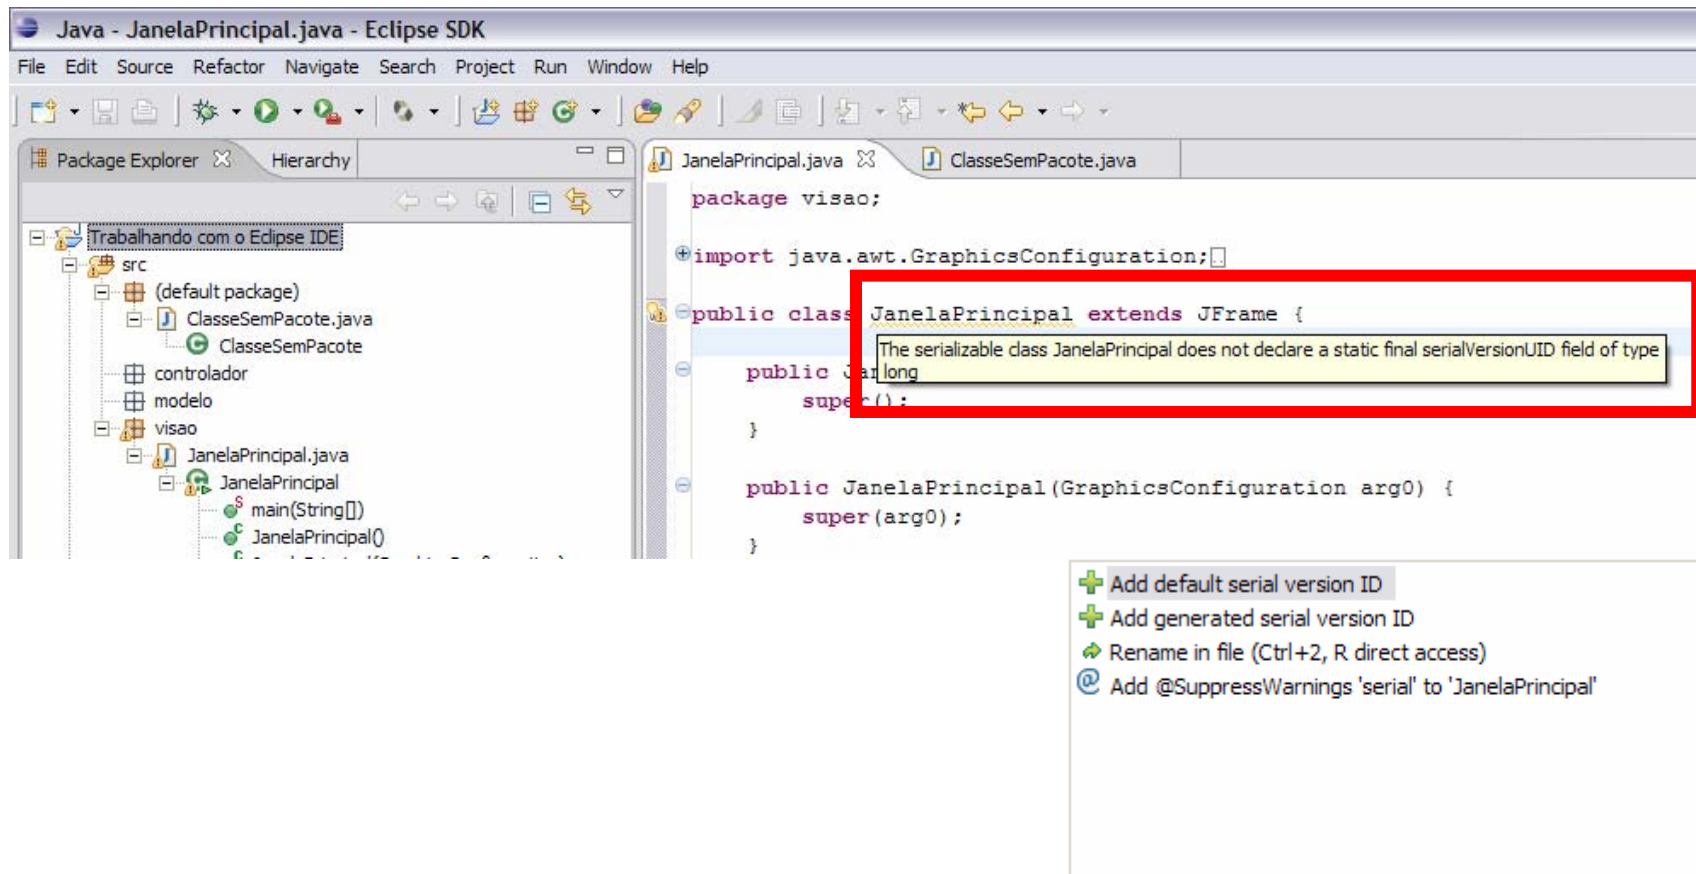 Java - JanelaPrincipal.java - Eclipse SDK
File Edit Source Refactor Navigate Search Project Run Window Help
Package Explorer Hierarchy
Trabalhando com o Eclipse IDE
src
(default package)
ClasseSemPacote.java
ClasseSemPacote
controlador
modelo
visao
JanelaPrincipal.java
JanelaPrincipal
main(String[])
JanelaPrincipal()
JanelaPrincipal.java ClasseSemPacote.java
package visao;
import java.awt.GraphicsConfiguration;
public class JanelaPrincipal extends JFrame {
The serializable class JanelaPrincipal does not declare a static final serialVersionUID field of type
long
public
super();
}
public JanelaPrincipal(GraphicsConfiguration arg0) {
super(arg0);
}
Add default serial version ID
Add generated serial version ID
Rename in file (Ctrl+2, R direct access)
Add @SuppressWarnings 'serial' to 'JanelaPrincipal'